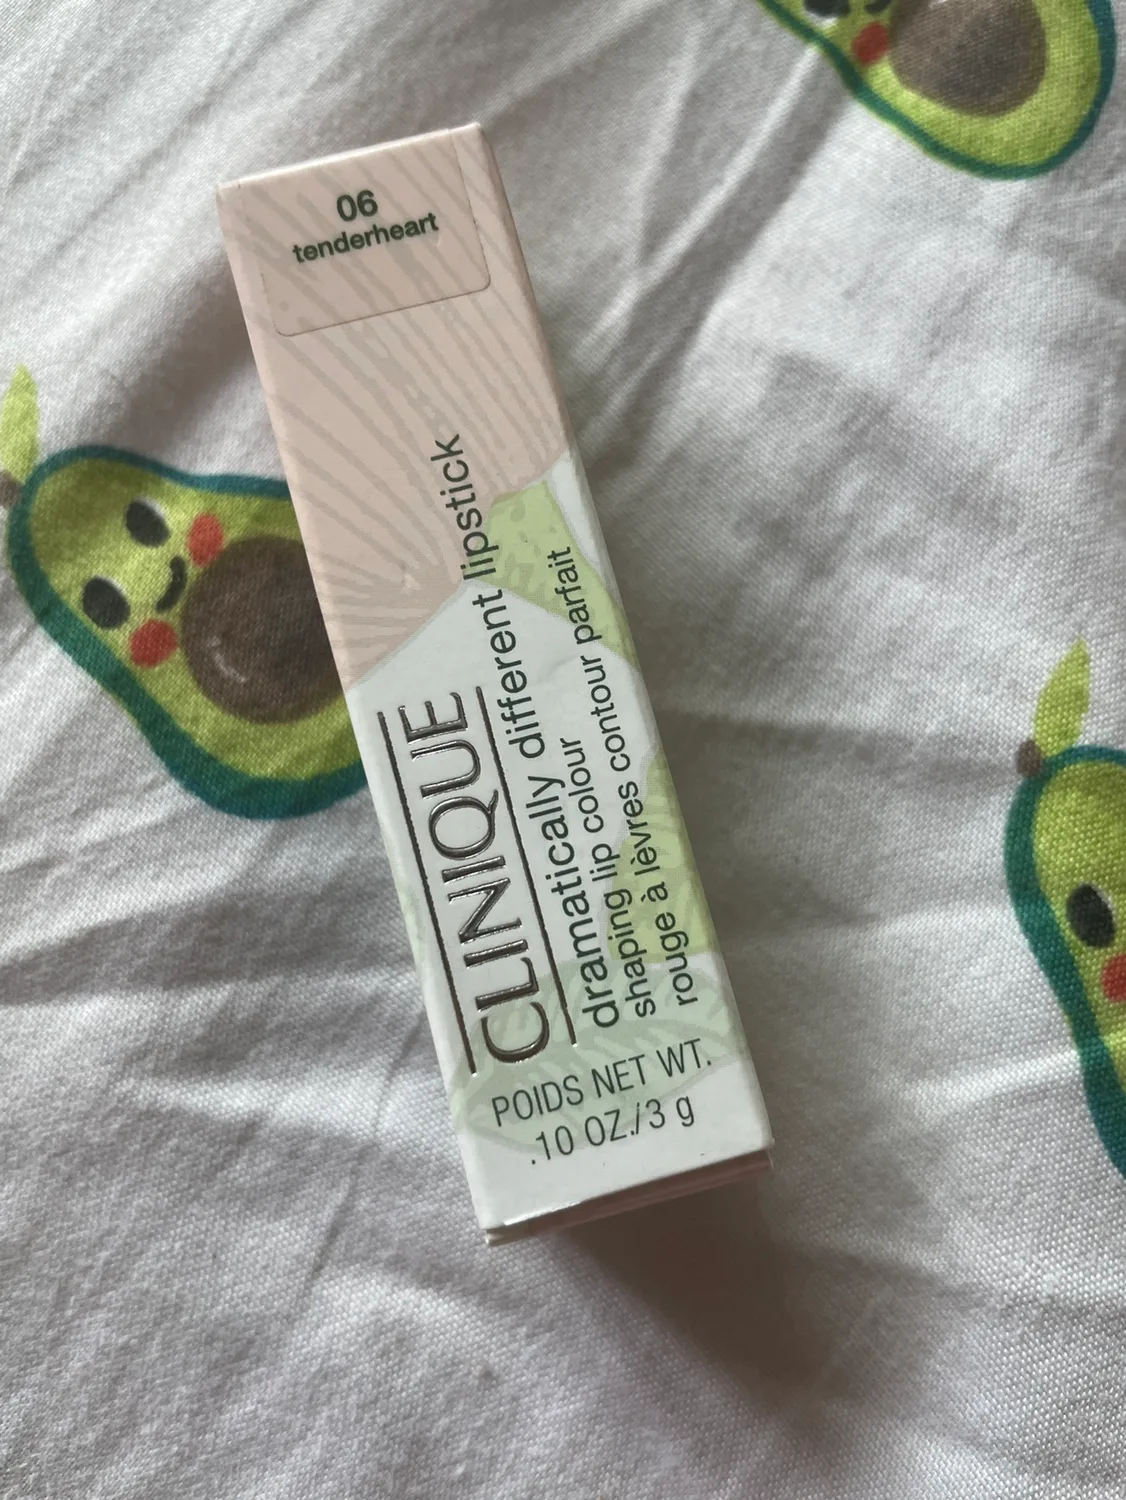 06
tenderheart
CLINIQUE
dramatically different lipstick
shaping lip colour
rouge à lèvres contour parfait
POIDS NET WT.
.10 OZ./3 g